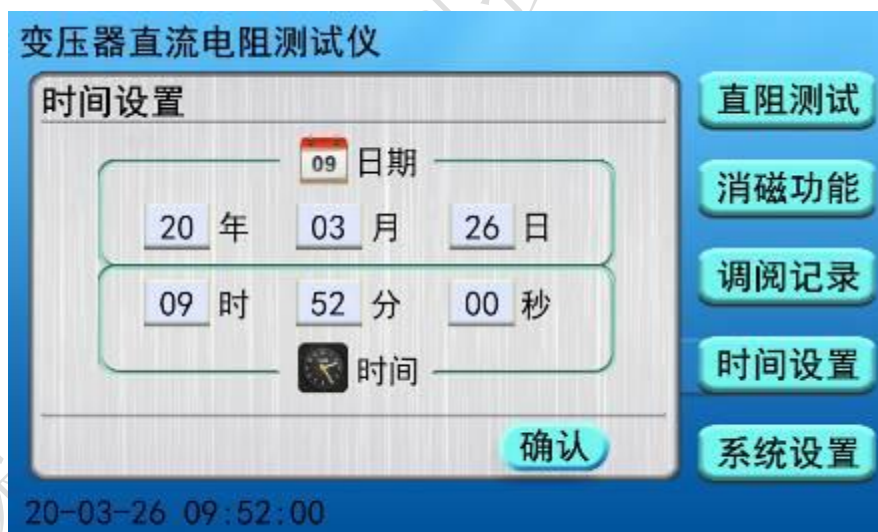 变压器直流电阻测试仪
时间设置
09 日期
20 年 03 月 26 日
09 时 52 分 00 秒
时间
确认
直阻测试
消磁功能
调阅记录
时间设置
系统设置
20-03-26 09:52:00